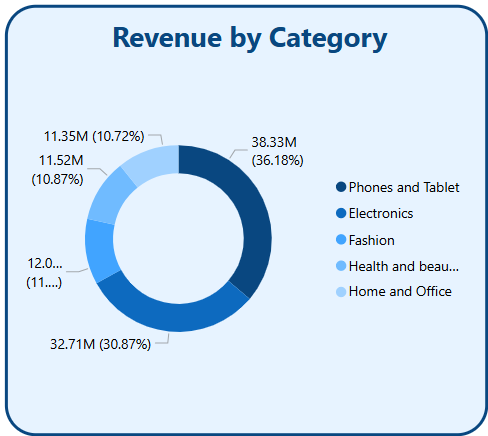 Revenue by Category
11.35M (10.72%)
38.33M
(36.18%)
11.52M
(10.87%)
12.0...
(11....)
32.71M (30.87%)
Phones and Tablet
Electronics
Fashion
Health and beau...
Home and Office